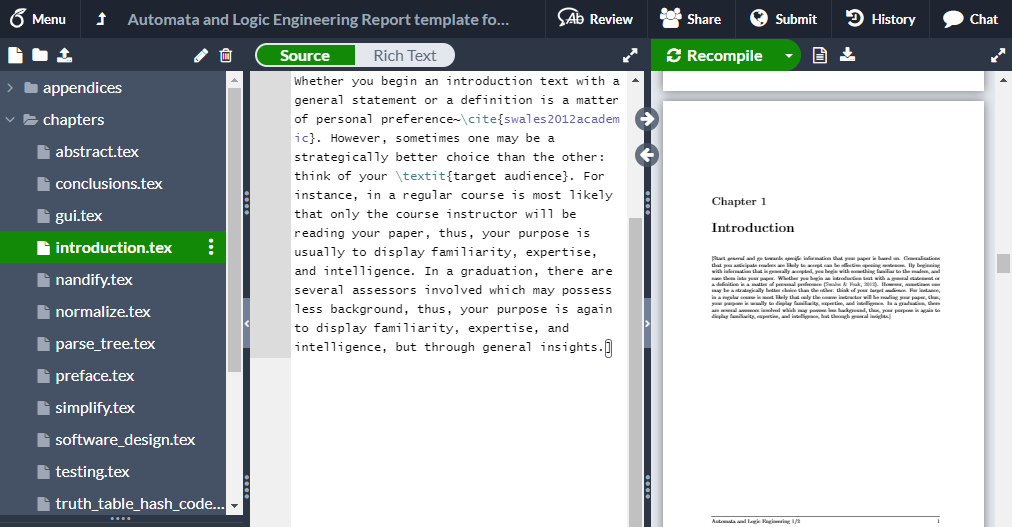 Menu
Automata and Logic Engineering Report template fo...
Review
Share
Submit
History
Chat
Source
Rich Text
Recompile
appendices
chapters
abstract.tex
conclusions.tex
gui.tex
introduction.tex
nandify.tex
normalize.tex
parse_tree.tex
preface.tex
simplify.tex
software_design.tex
testing.tex
truth_table_hash_code...
Whether you begin an introduction text with a
general statement or a definition is a matter
of personal preference~\cite{swales2012academ
ic}. However, sometimes one may be a
strategically better choice than the other:
think of your \textit{target audience}. For
instance, in a regular course is most likely
that only the course instructor will be
reading your paper, thus, your purpose is
usually to display familiarity, expertise,
and intelligence. In a graduation, there are
several assessors involved which may possess
less background, thus, your purpose is again
to display familiarity, expertise, and
intelligence, but through general insights.]
Chapter 1
Introduction
[Start general and go towards specific information that your paper is based on. Generalisations
that you anticipate readers are likely to accept can be effective opening sentences. By beginning
with information that is generally accepted, you begin with something familiar to the readers, and
ease them into your paper. Whether you begin an introduction text with a general statement or
a definition is a matter of personal preference (Swales & Feak, 2012). However, sometimes one
may be a strategically better choice than the other: think of your target audience. For instance,
in a regular course is most likely that only the course instructor will be reading your paper, thus,
your purpose is usually to display familiarity, expertise, and intelligence. In a graduation, there
are several assessors involved which may possess less background, thus, your purpose is again to
display familiarity, expertise, and intelligence, but through general insights.]
Automata and Logic Engineering 1/2
1